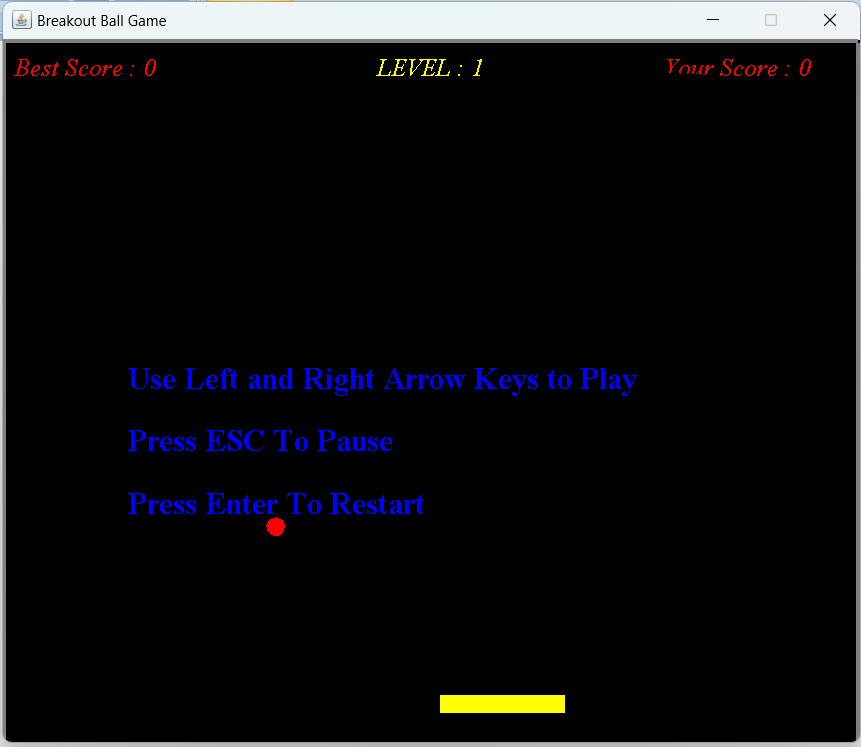 Breakout Ball Game
Best Score : 0 LEVEL : 1 Your Score : 0
Use Left and Right Arrow Keys to Play
Press ESC To Pause
Press Enter To Restart